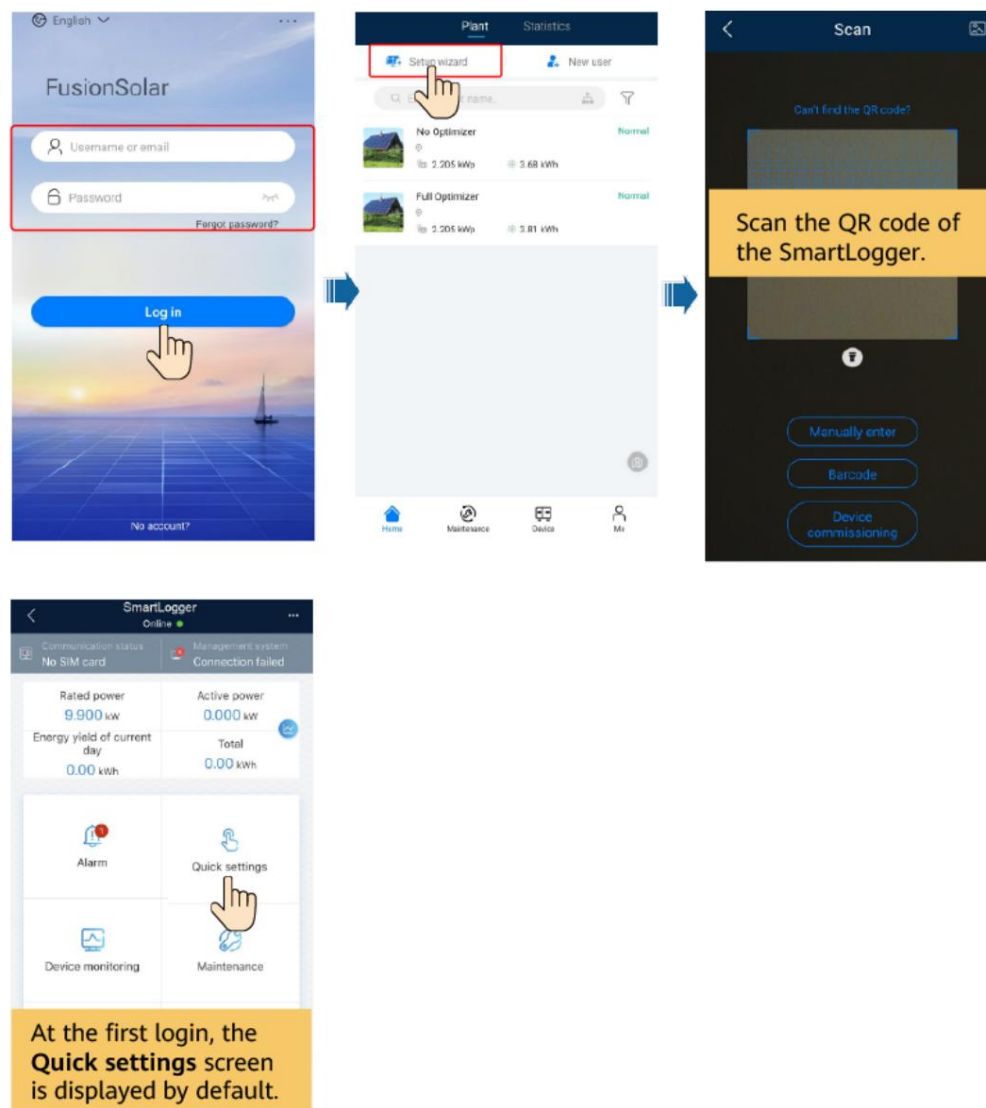 English
...
FusionSolar
Username or email
Password
Forgot password?
Log in
No account?
Plant Statistics
Setup wizard New user
name.
No Optimizer Normal
2.205 kWp 3.68 kWh
Full Optimizer Normal
2.205 kWp 3.81 kWh
Home Maintenance Device Me
Scan
Can't find the QR code?
Scan the QR code of
the SmartLogger.
Manually enter
Barcode
Device
commissioning
SmartLogger
...
Online
Communication status Management system
No SIM card Connection failed
Rated power Active power
9.900 kW 0.000 kW
Energy yield of current
day Total
0.00 kWh 0.00 kWh
1
Alarm Quick settings
Device monitoring Maintenance
At the first login, the
Quick settings screen
is displayed by default.